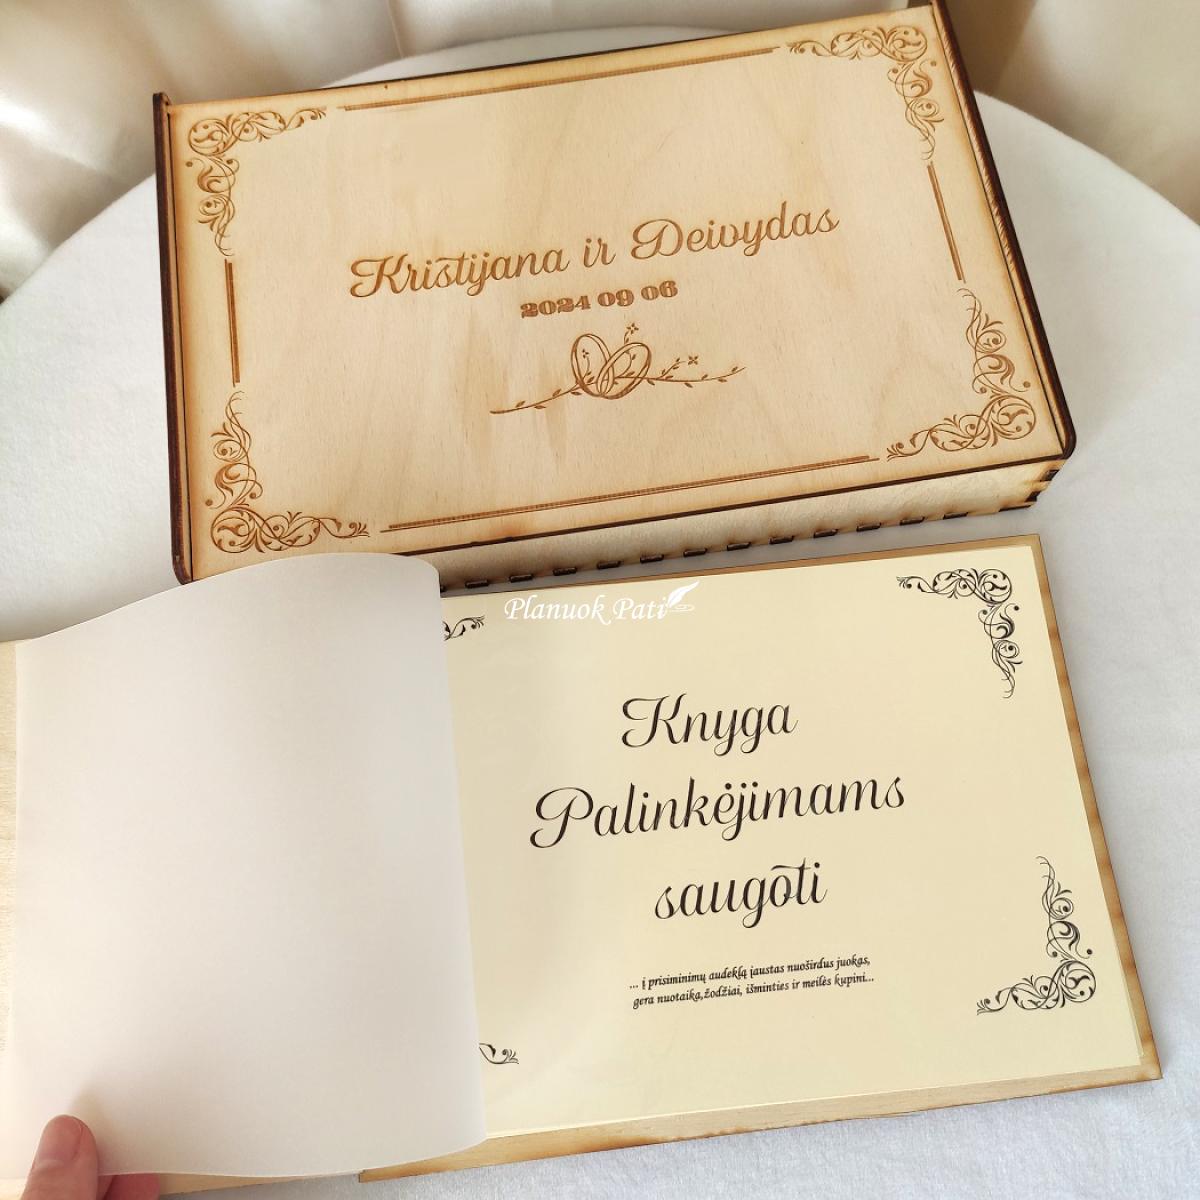 Kristijana ir Deivydas
2024 09 06
Planuok Pati
Knyga
Palinkėjimams
saugoti
... į prisiminimų audeklą įaustas nuoširdus juokas,
gera nuotaika,žodžiai, išminties ir meilės kupini...